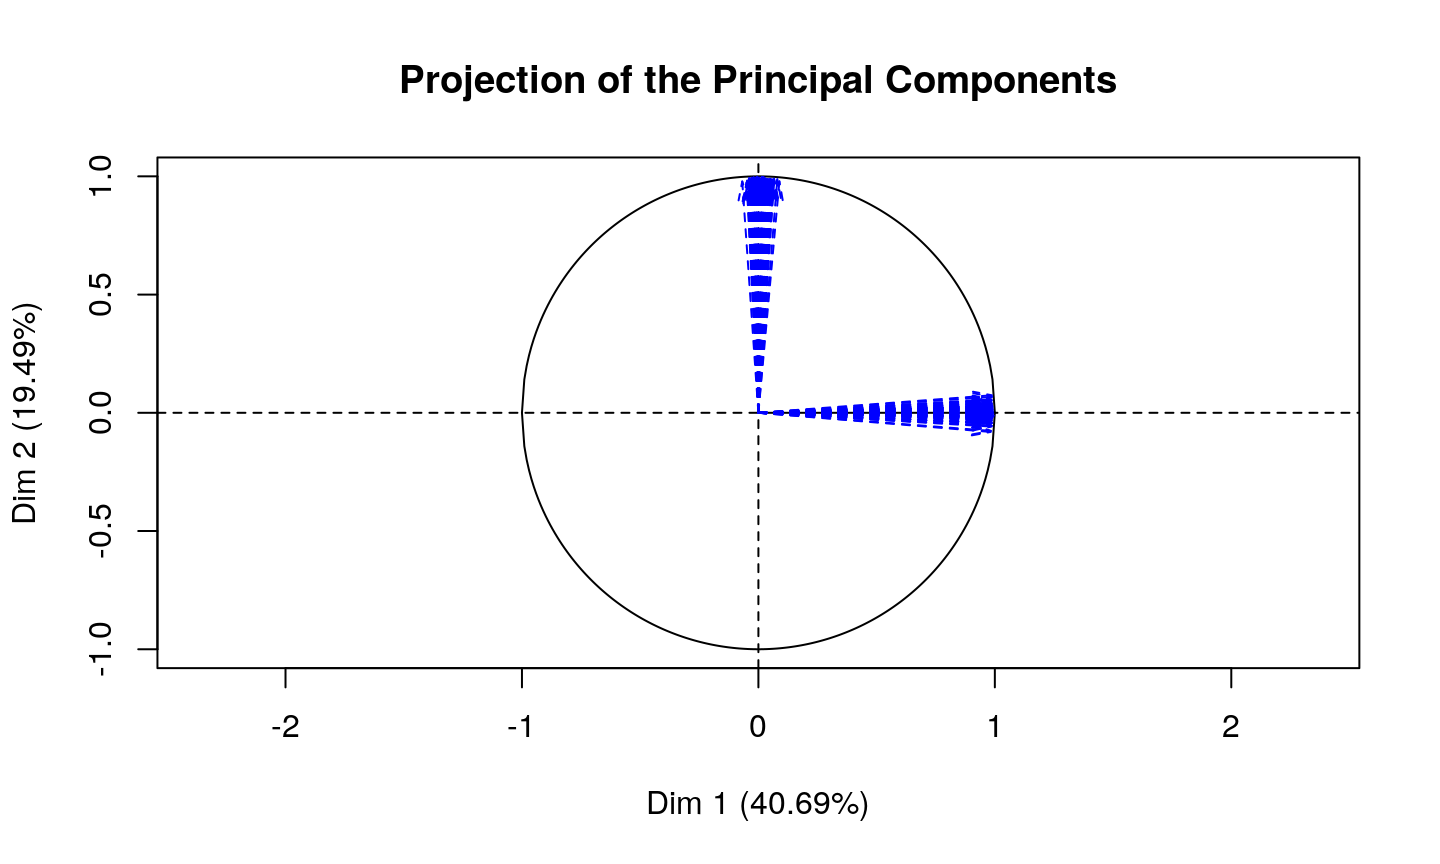 Projection of the Principal Components
1.0
0.5
0.0
-0.5
-1.0
Dim 2 (19.49%)
-2 -1 0 1 2
Dim 1 (40.69%)